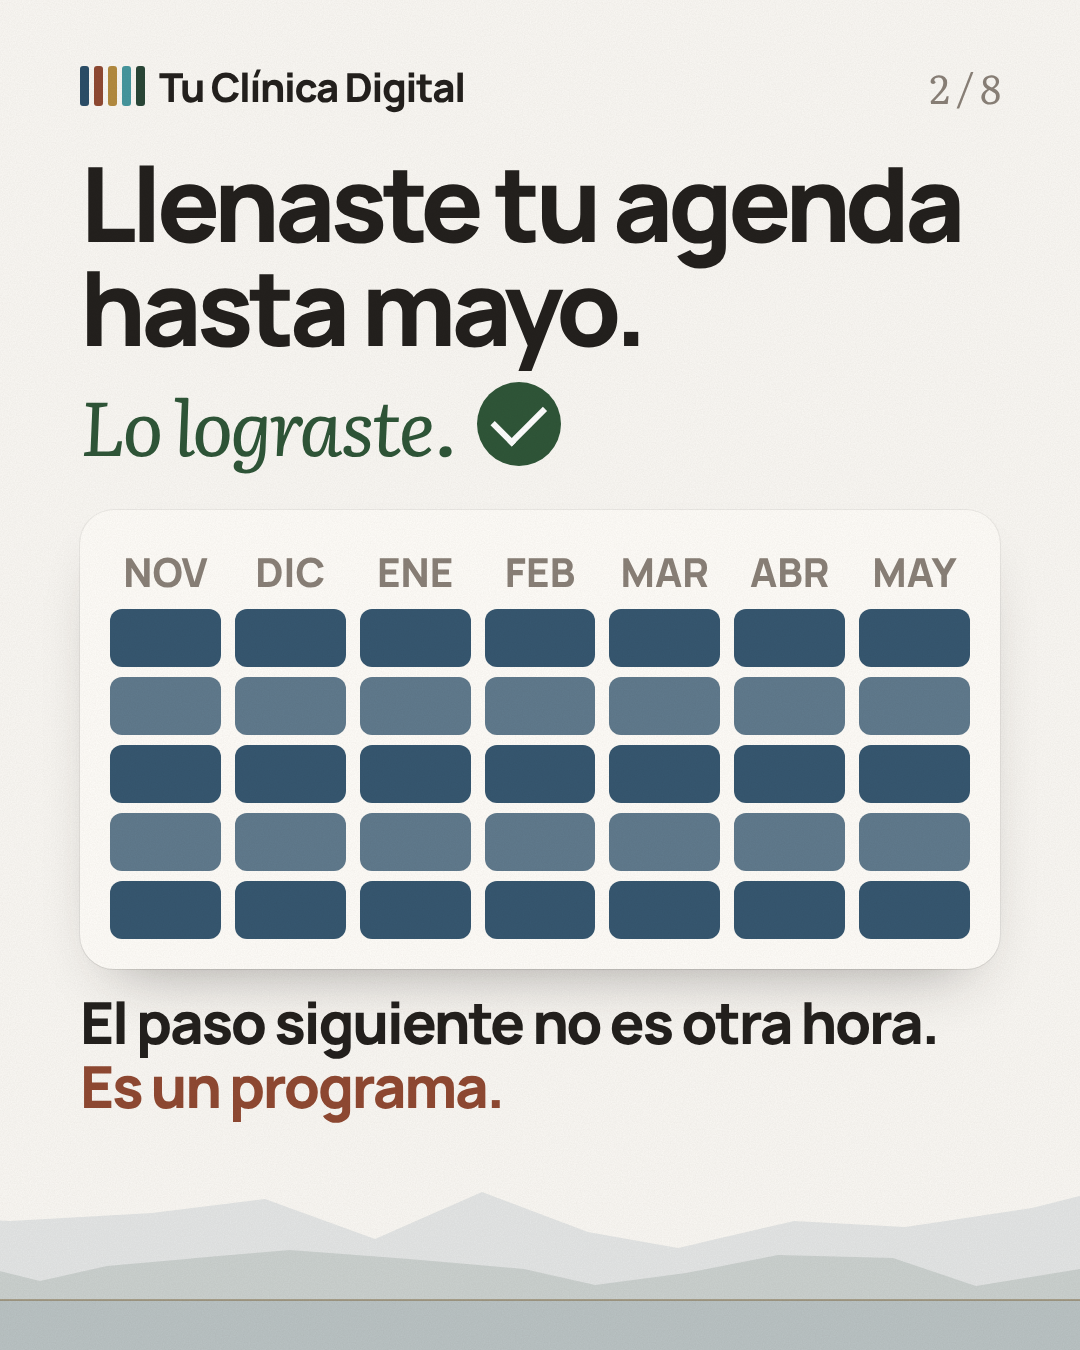 Tu Clínica Digital
2/8
Llenaste tu agenda
hasta mayo.
Lo lograste.
NOV DIC ENE FEB MAR ABR MAY
El paso siguiente no es otra hora.
Es un programa.